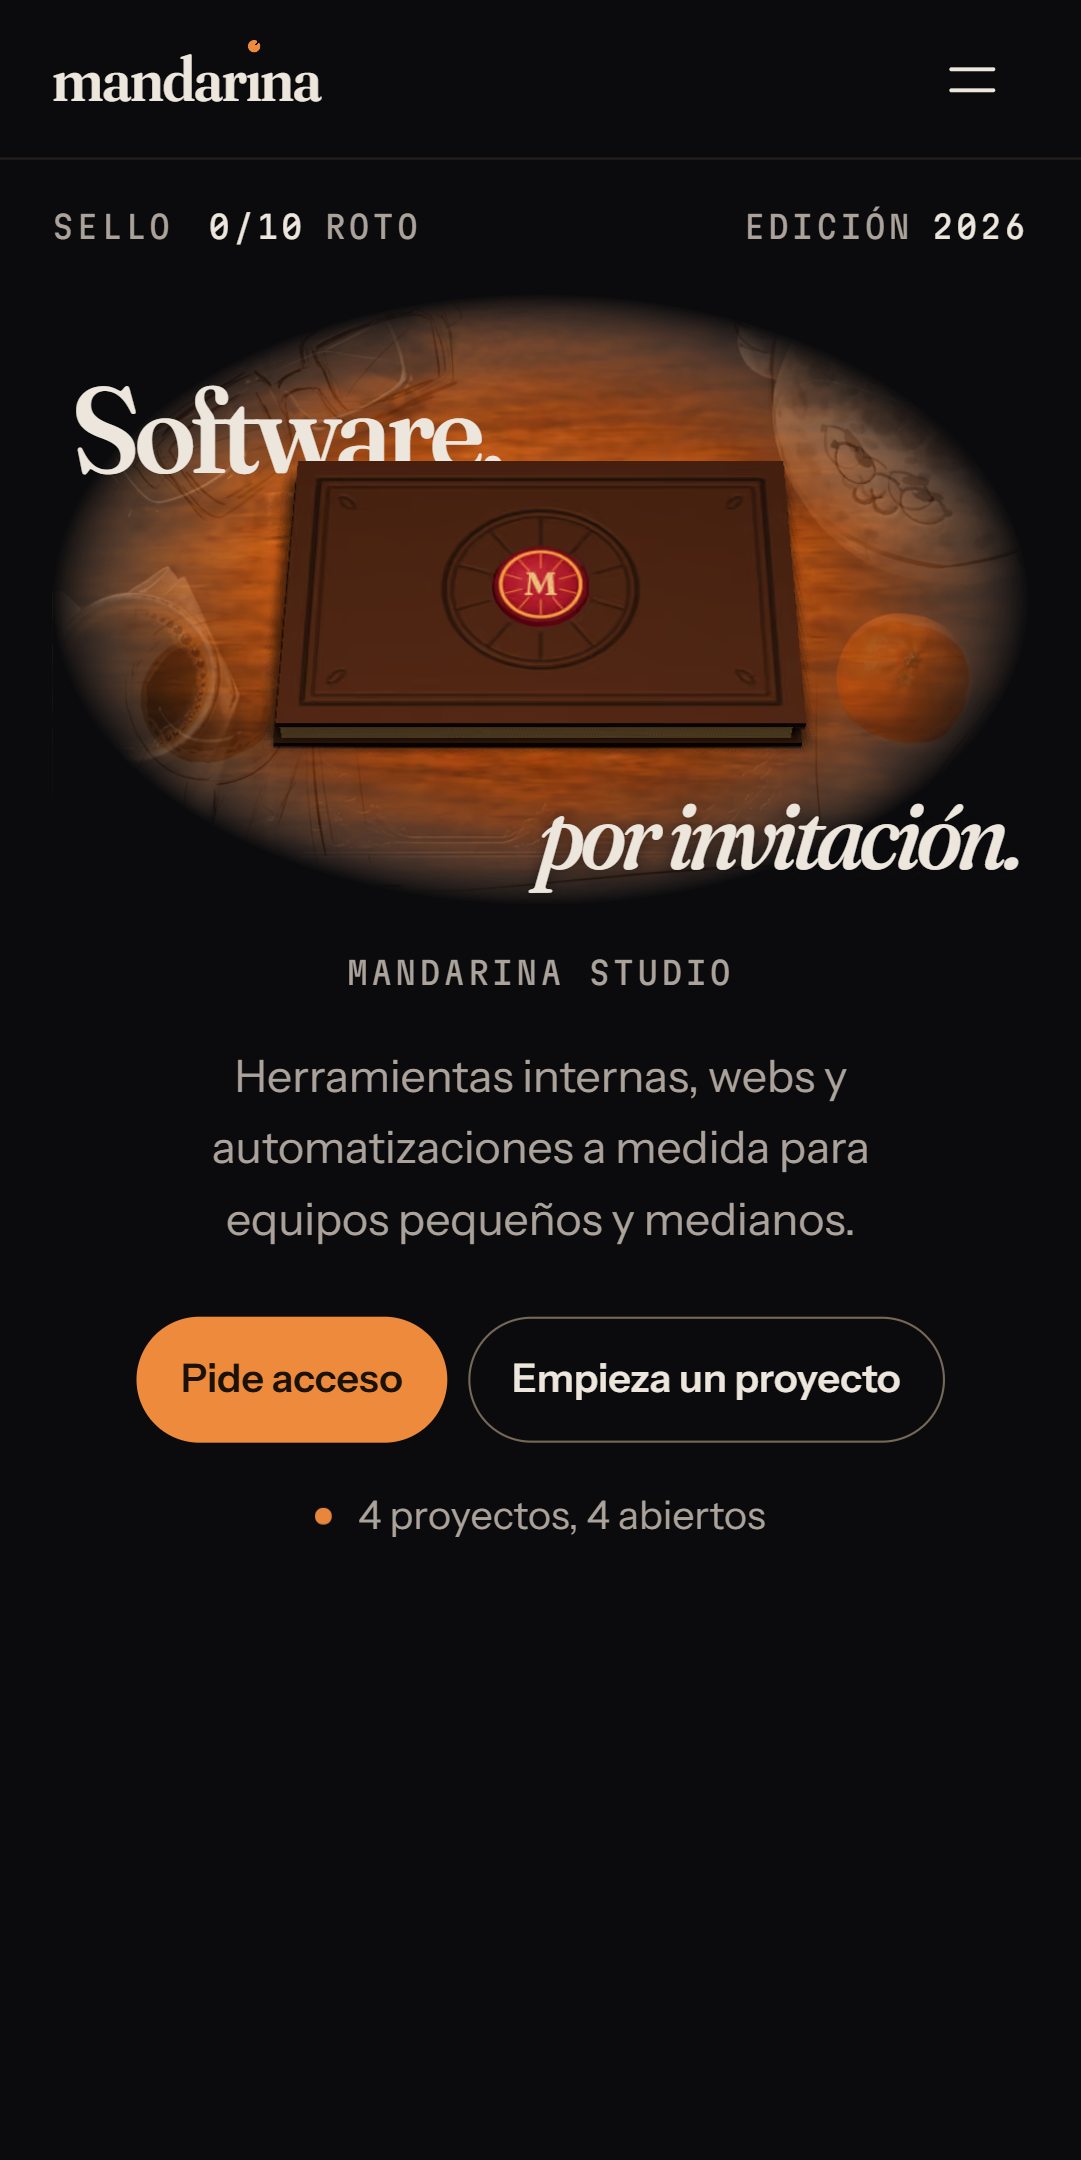 mandarina
SELLO 0/10 ROTO
EDICIÓN 2026
Software.
M
por invitación.
MANDARINA STUDIO
Herramientas internas, webs y
automatizaciones a medida para
equipos pequeños y medianos.
Pide acceso
Empieza un proyecto
4 proyectos, 4 abiertos